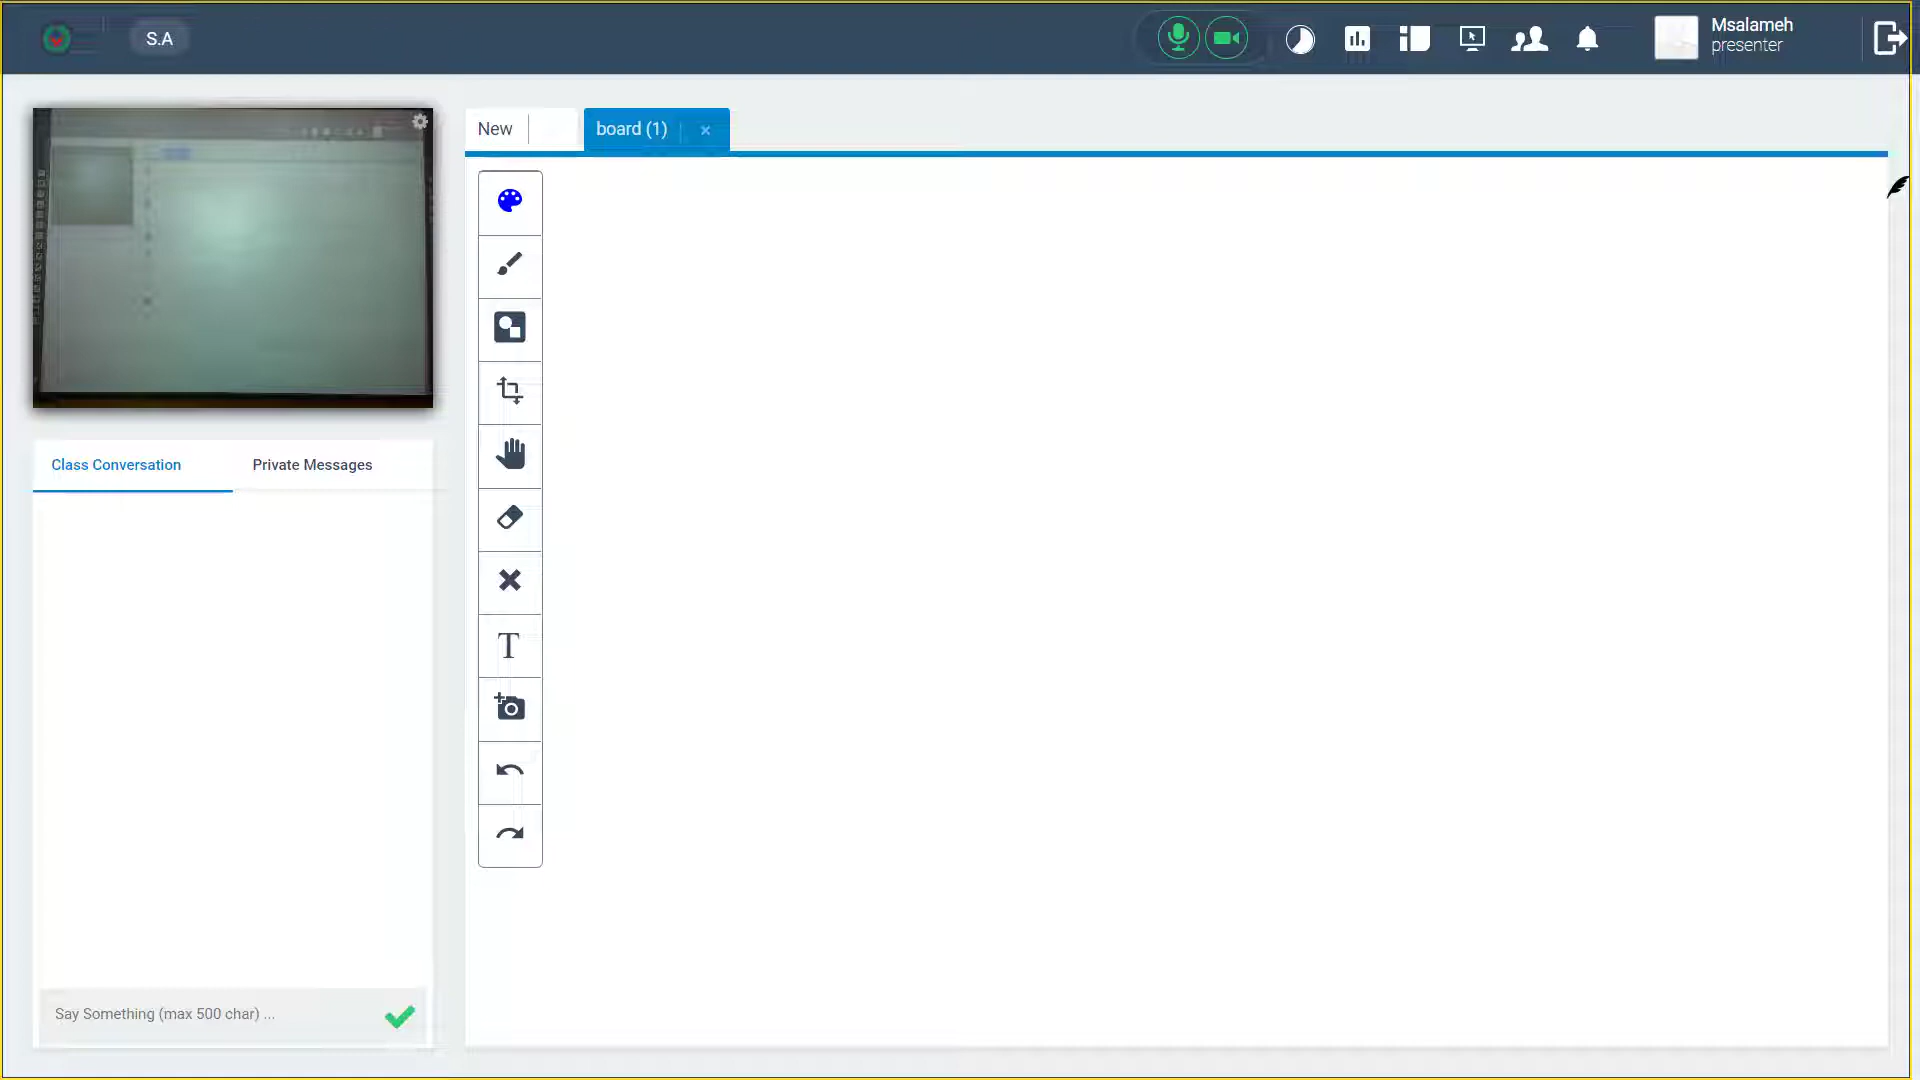 S.A
Msalameh
presenter
New
board (1)
×
Class Conversation
Private Messages
T
Say Something (max 500 char) ...